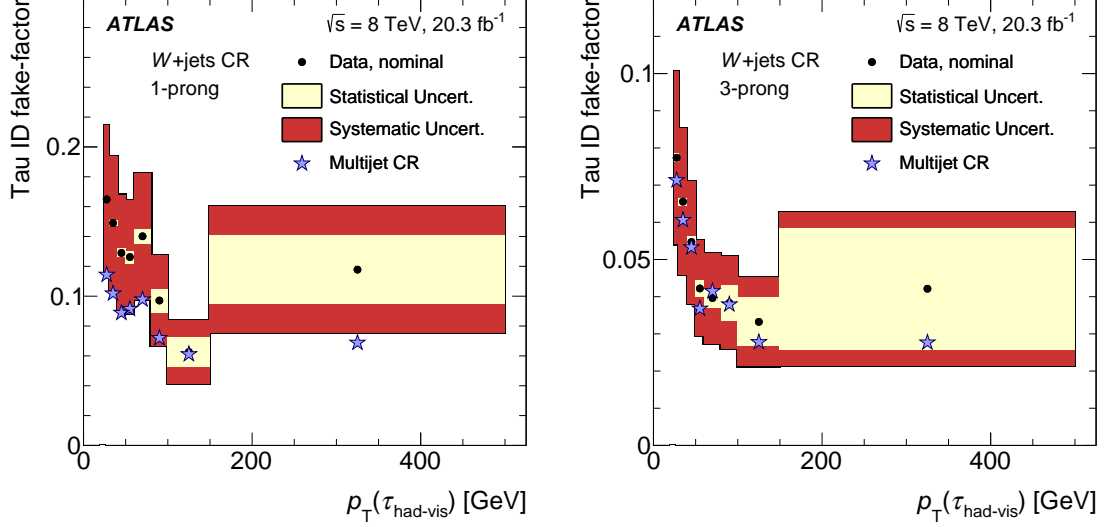 ATLAS
√s = 8 TeV, 20.3 fb⁻¹
W+jets CR
1-prong
Data, nominal
Statistical Uncert.
Systematic Uncert.
Multijet CR
Tau ID fake-factor
0.2
0.1
0
0 200 400
p_T(τ_had-vis) [GeV]
ATLAS
√s = 8 TeV, 20.3 fb⁻¹
W+jets CR
3-prong
Data, nominal
Statistical Uncert.
Systematic Uncert.
Multijet CR
Tau ID fake-factor
0.1
0.05
0
0 200 400
p_T(τ_had-vis) [GeV]